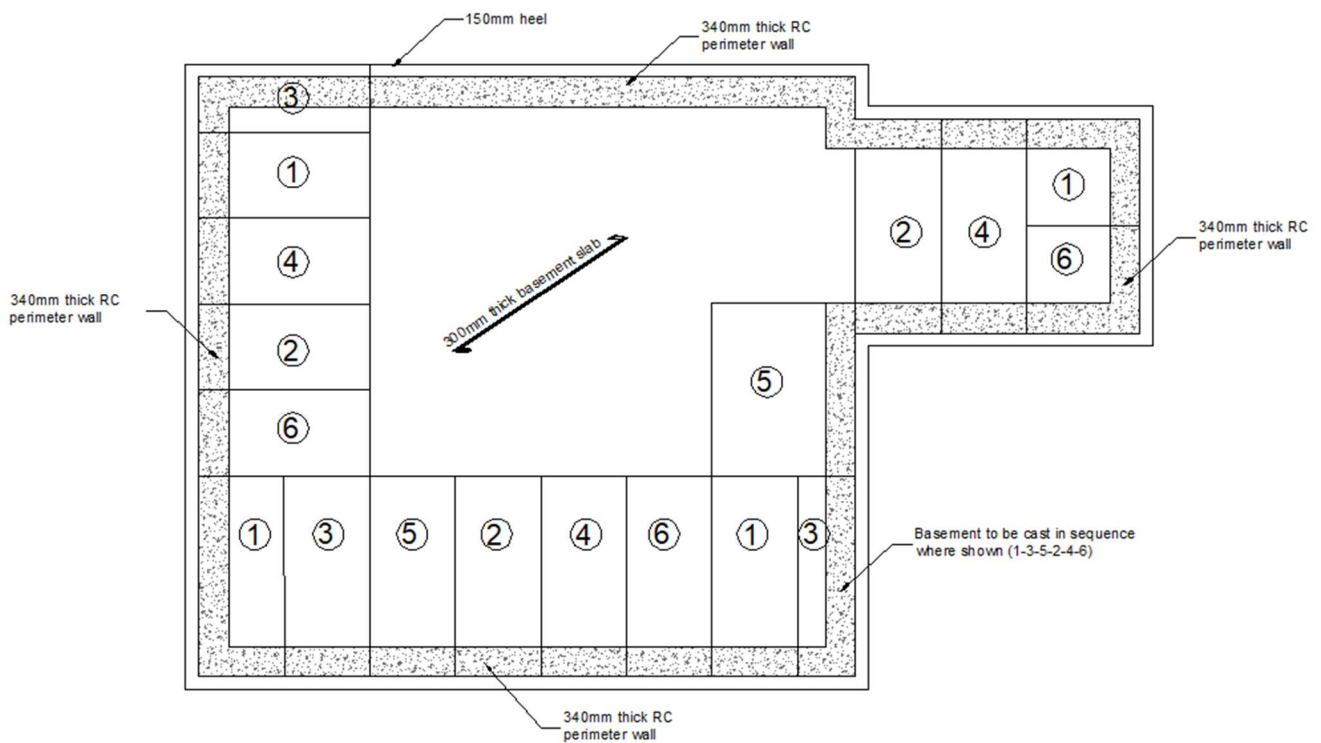 150mm heel
340mm thick RC
perimeter wall
3
1
1
2
4
4
6
340mm thick RC
perimeter wall
300mm thick basement slab
340mm thick RC
perimeter wall
2
5
6
1
3
5
2
4
6
1
3
Basement to be cast in sequence
where shown (1-3-5-2-4-6)
340mm thick RC
perimeter wall